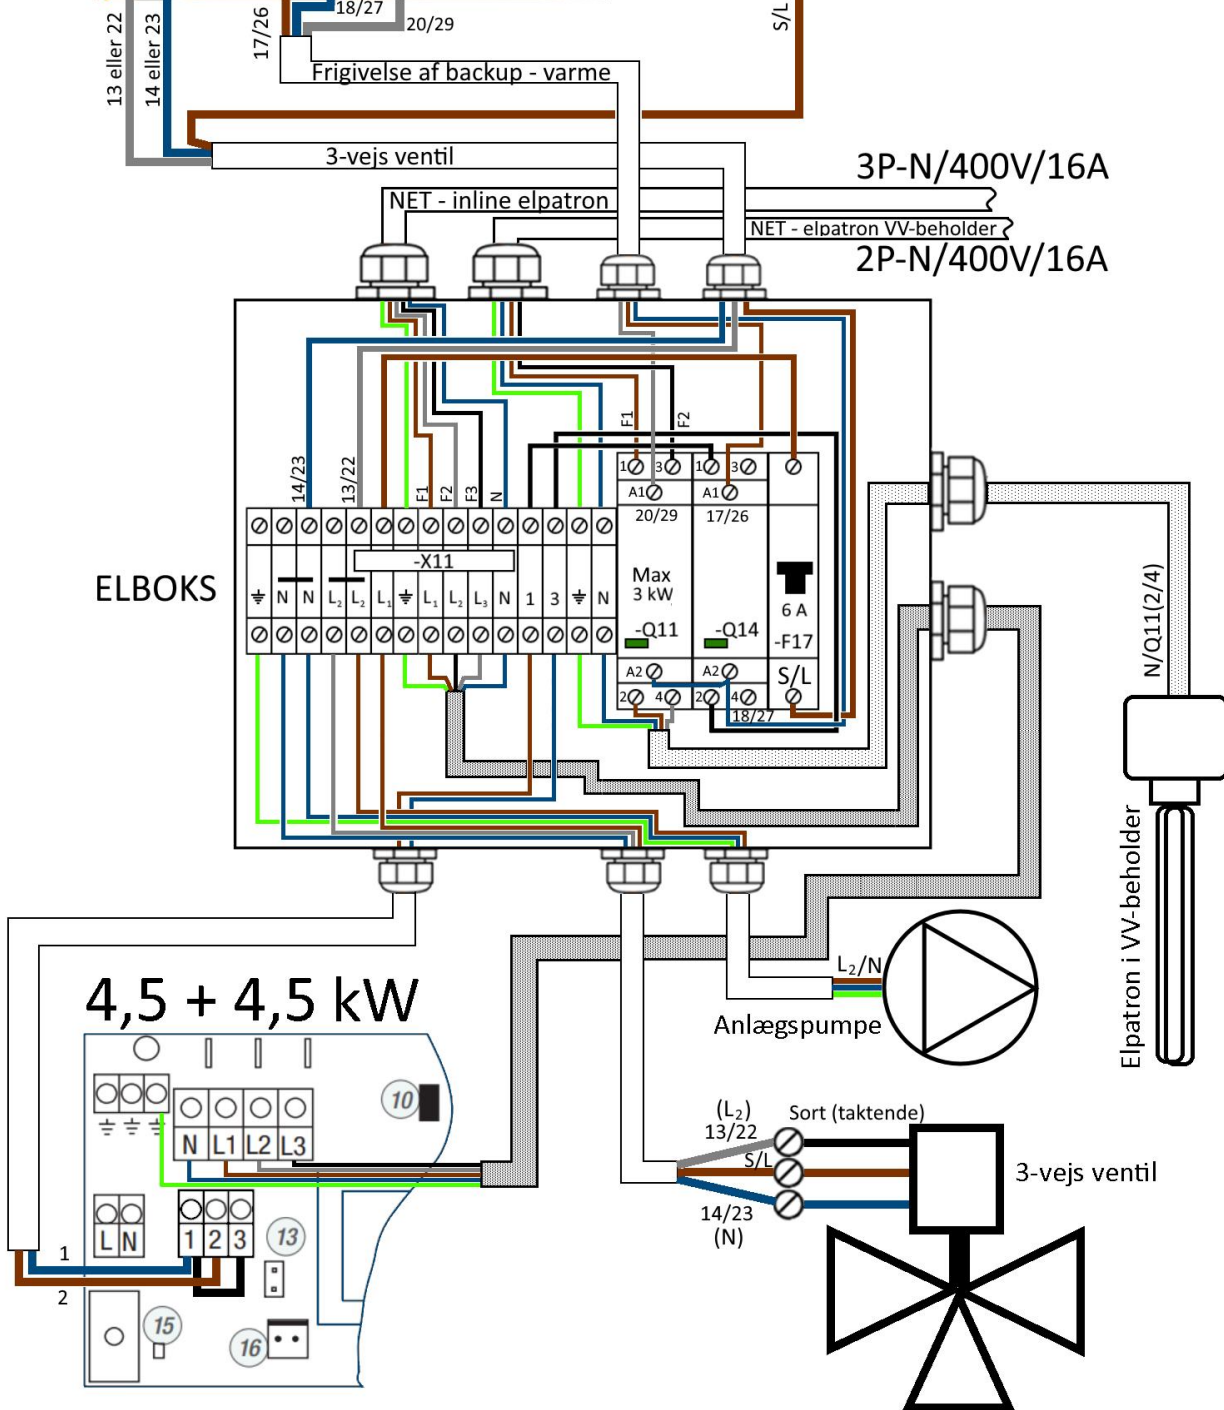 13 eller 22
14 eller 23
17/26
18/27
20/29
S/L
Frigivelse af backup - varme
3-vejs ventil
3P-N/400V/16A
NET - inline elpatron
NET - elpatron VV-beholder
2P-N/400V/16A
14/23
13/22
F1
F2
F3
N
F1
F2
1 3 1 3
A1 A1
20/29 17/26
-X11
ELBOKS
N N L₂ L₂ L₁ L₁ L₂ L₃ N 1 3 N
Max
3 kW
6 A
-Q11 -Q14 -F17
A2 A2 S/L
2 4 2 4
18/27
N/Q11(2/4)
Elpatron i VV-beholder
4,5 + 4,5 kW
L₂/N
Anlægspumpe
10
N L1 L2 L3
L N
1 2 3
13
1
2
15
16
(L₂)
13/22
Sort (taktende)
S/L
14/23
(N)
3-vejs ventil